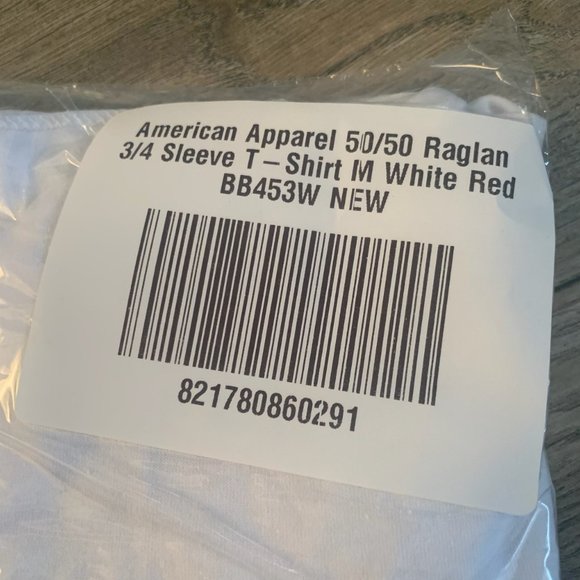 American Apparel 50/50 Raglan
3/4 Sleeve T-Shirt M White Red
BB453W NEW
821780860291